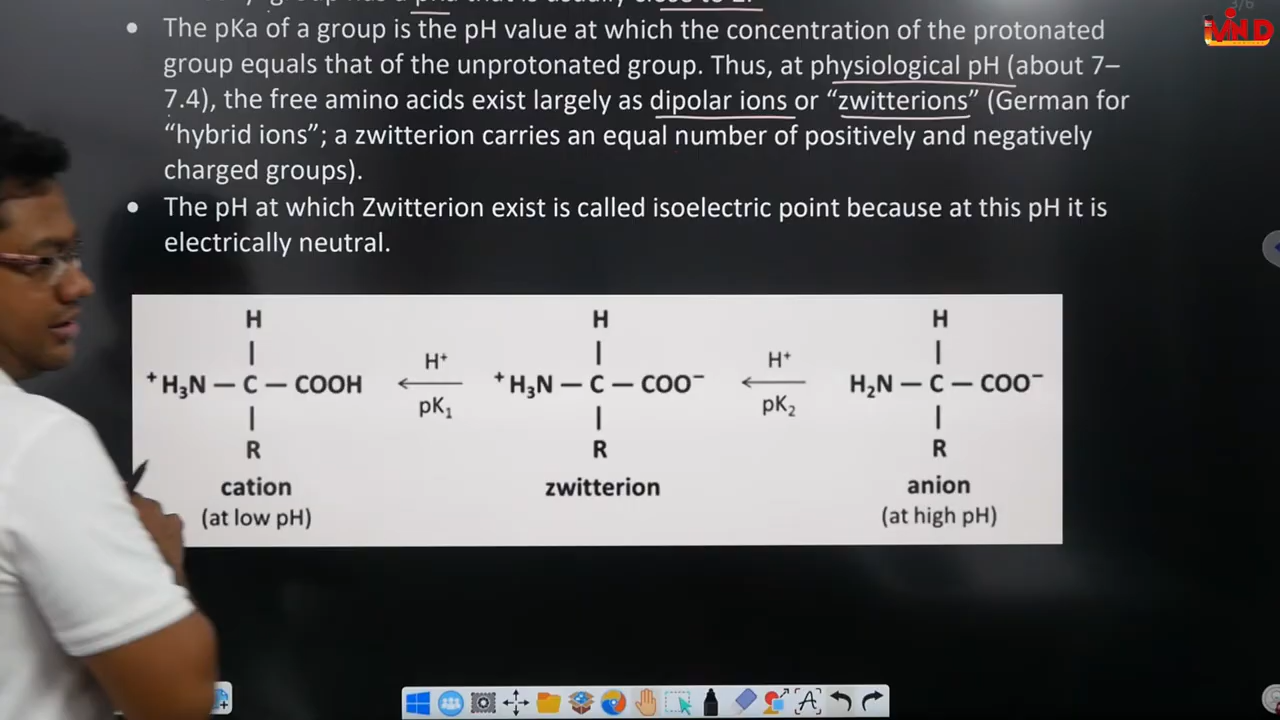 The pKa of a group is the pH value at which the concentration of the protonated
group equals that of the unprotonated group. Thus, at physiological pH (about 7–
7.4), the free amino acids exist largely as dipolar ions or “zwitterions” (German for
“hybrid ions”; a zwitterion carries an equal number of positively and negatively
charged groups).
The pH at which Zwitterion exist is called isoelectric point because at this pH it is
electrically neutral.
H H H
⁺H₃N — C — COOH H⁺ pK₁ ⁺H₃N — C — COO⁻ H⁺ pK₂ H₂N — C — COO⁻
R R R
cation zwitterion anion
(at low pH) (at high pH)